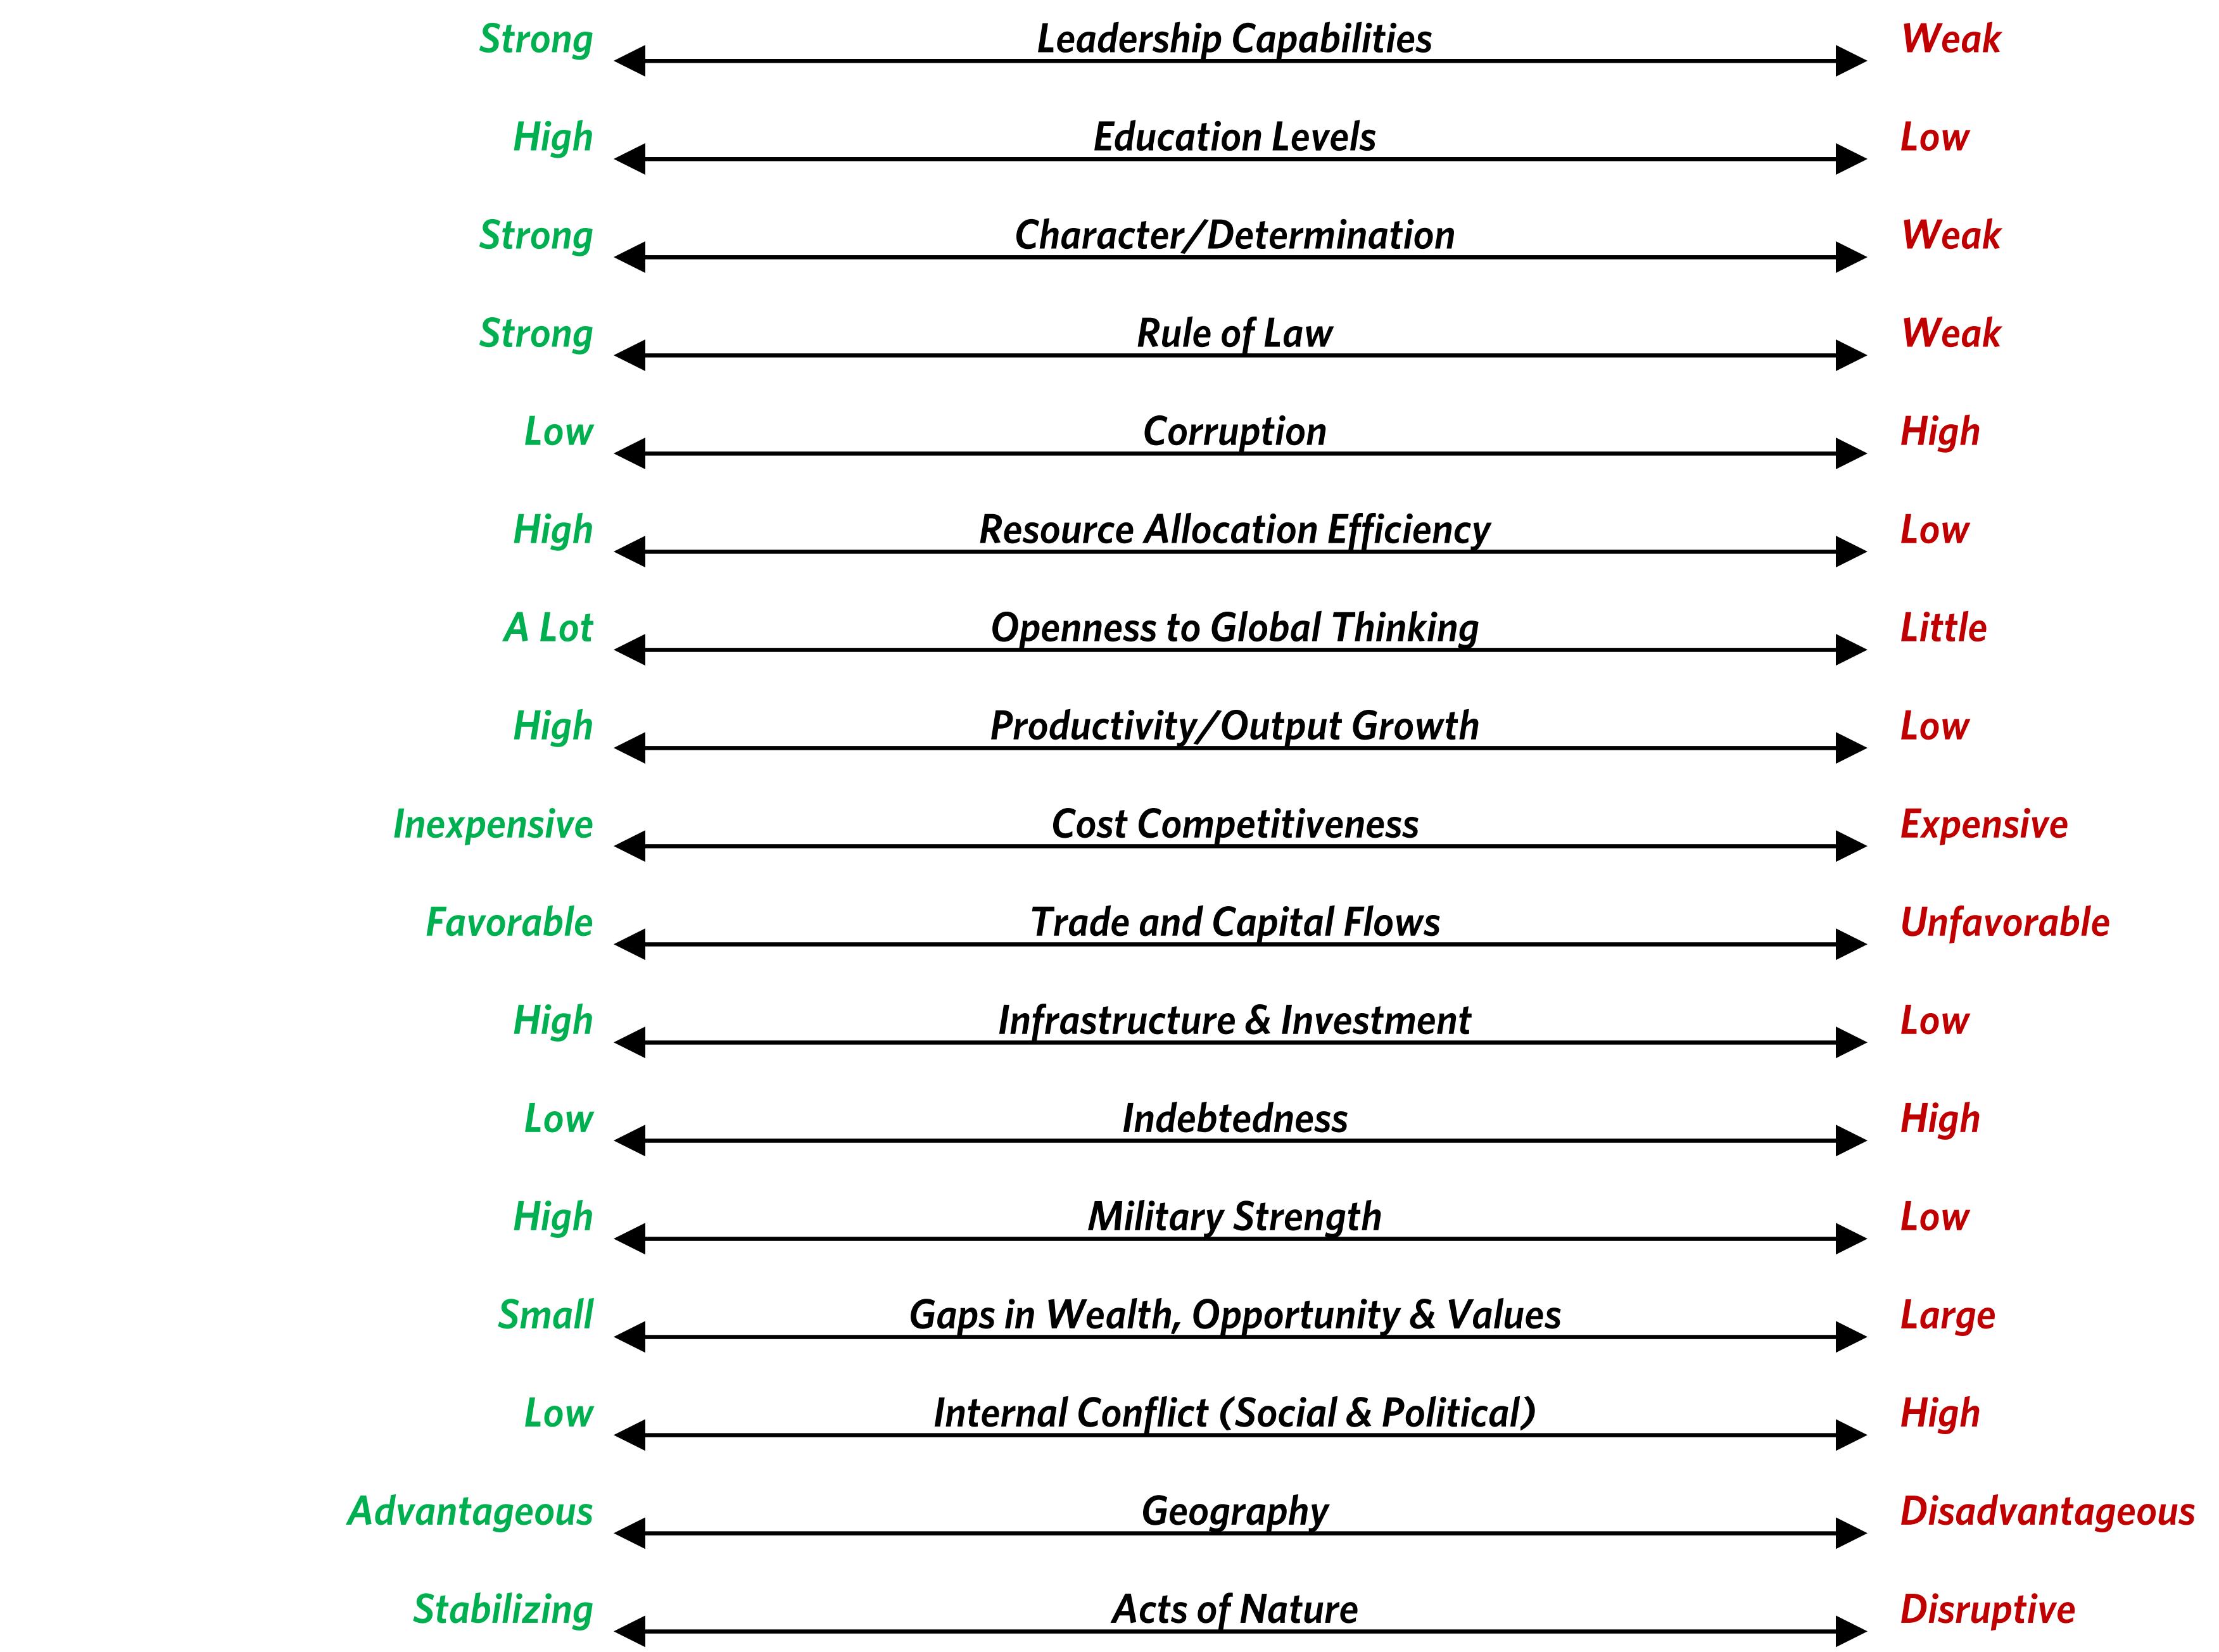 Strong Leadership Capabilities Weak
High Education Levels Low
Strong Character/Determination Weak
Strong Rule of Law Weak
Low Corruption High
High Resource Allocation Efficiency Low
A Lot Openness to Global Thinking Little
High Productivity/Output Growth Low
Inexpensive Cost Competitiveness Expensive
Favorable Trade and Capital Flows Unfavorable
High Infrastructure & Investment Low
Low Indebtedness High
High Military Strength Low
Small Gaps in Wealth, Opportunity & Values Large
Low Internal Conflict (Social & Political) High
Advantageous Geography Disadvantageous
Stabilizing Acts of Nature Disruptive